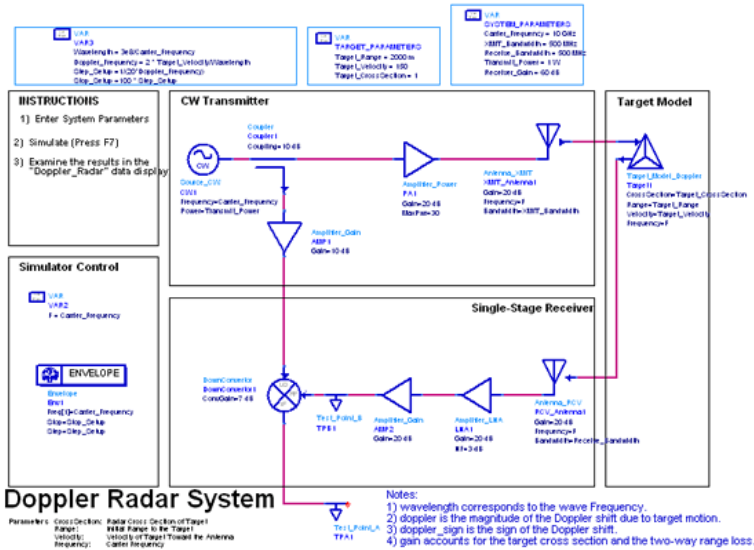 VAR
VAR3
Wavelength = 3e8/Carrier_Frequency
Doppler_Frequency = 2 * Target_Velocity/Wavelength
Step_Setup = 1/(20*Doppler_Frequency)
Stop_Setup = 100 * Step_Setup
VAR
TARGET_PARAMETERS
Target_Range = 2000 m
Target_Velocity = 150
Target_CrossSection = 1
VAR
SYSTEM_PARAMETERS
Carrier_Frequency = 10 GHz
XMIT_Bandwidth = 500 MHz
Receive_Bandwidth = 500 MHz
Transmit_Power = 1 W
Receive_Gain = 60 dB
INSTRUCTIONS
1) Enter System Parameters
2) Simulate (Press F7)
3) Examine the results in the
"Doppler_Radar" data display
CW Transmitter
Coupler
Coupler1
Coupling=10 dB
CW
Source_CW
CW1
Frequency=Carrier_Frequency
Power=Transmit_Power
Amplifier_Gain
AMP1
Gain=10 dB
Amplifier_Power
PA1
Gain=20 dB
MaxPwr=30
Antenna_XMIT
XMIT_Antenna1
Gain=20 dB
Frequency=F
Bandwidth=XMIT_Bandwidth
Target Model
Target_Model_Doppler
Target1
CrossSection=Target_CrossSection
Range=Target_Range
Velocity=Target_Velocity
Frequency=F
Simulator Control
VAR
VAR2
F = Carrier_Frequency
ENVELOPE
Envelope
Env1
Freq[1]=Carrier_Frequency
Stop=Stop_Setup
Step=Step_Setup
Single-Stage Receiver
DownConverter
DownConverter1
ConvGain=7 dB
Test_Point_B
TPB1
Amplifier_Gain
AMP2
Gain=20 dB
Amplifier_LNA
LNA1
Gain=20 dB
NF=3 dB
Antenna_RCV
RCV_Antenna1
Gain=20 dB
Frequency=F
Bandwidth=Receive_Bandwidth
Test_Point_A
TPA1
Doppler Radar System
Parameters CrossSection: Radar Cross Section of Target
Range: Initial Range to the Target
Velocity: Velocity of Target Toward the Antenna
Frequency: Carrier Frequency
Notes:
1) wavelength corresponds to the wave Frequency.
2) doppler is the magnitude of the Doppler shift due to target motion.
3) doppler_sign is the sign of the Doppler shift.
4) gain accounts for the target cross section and the two-way range loss.